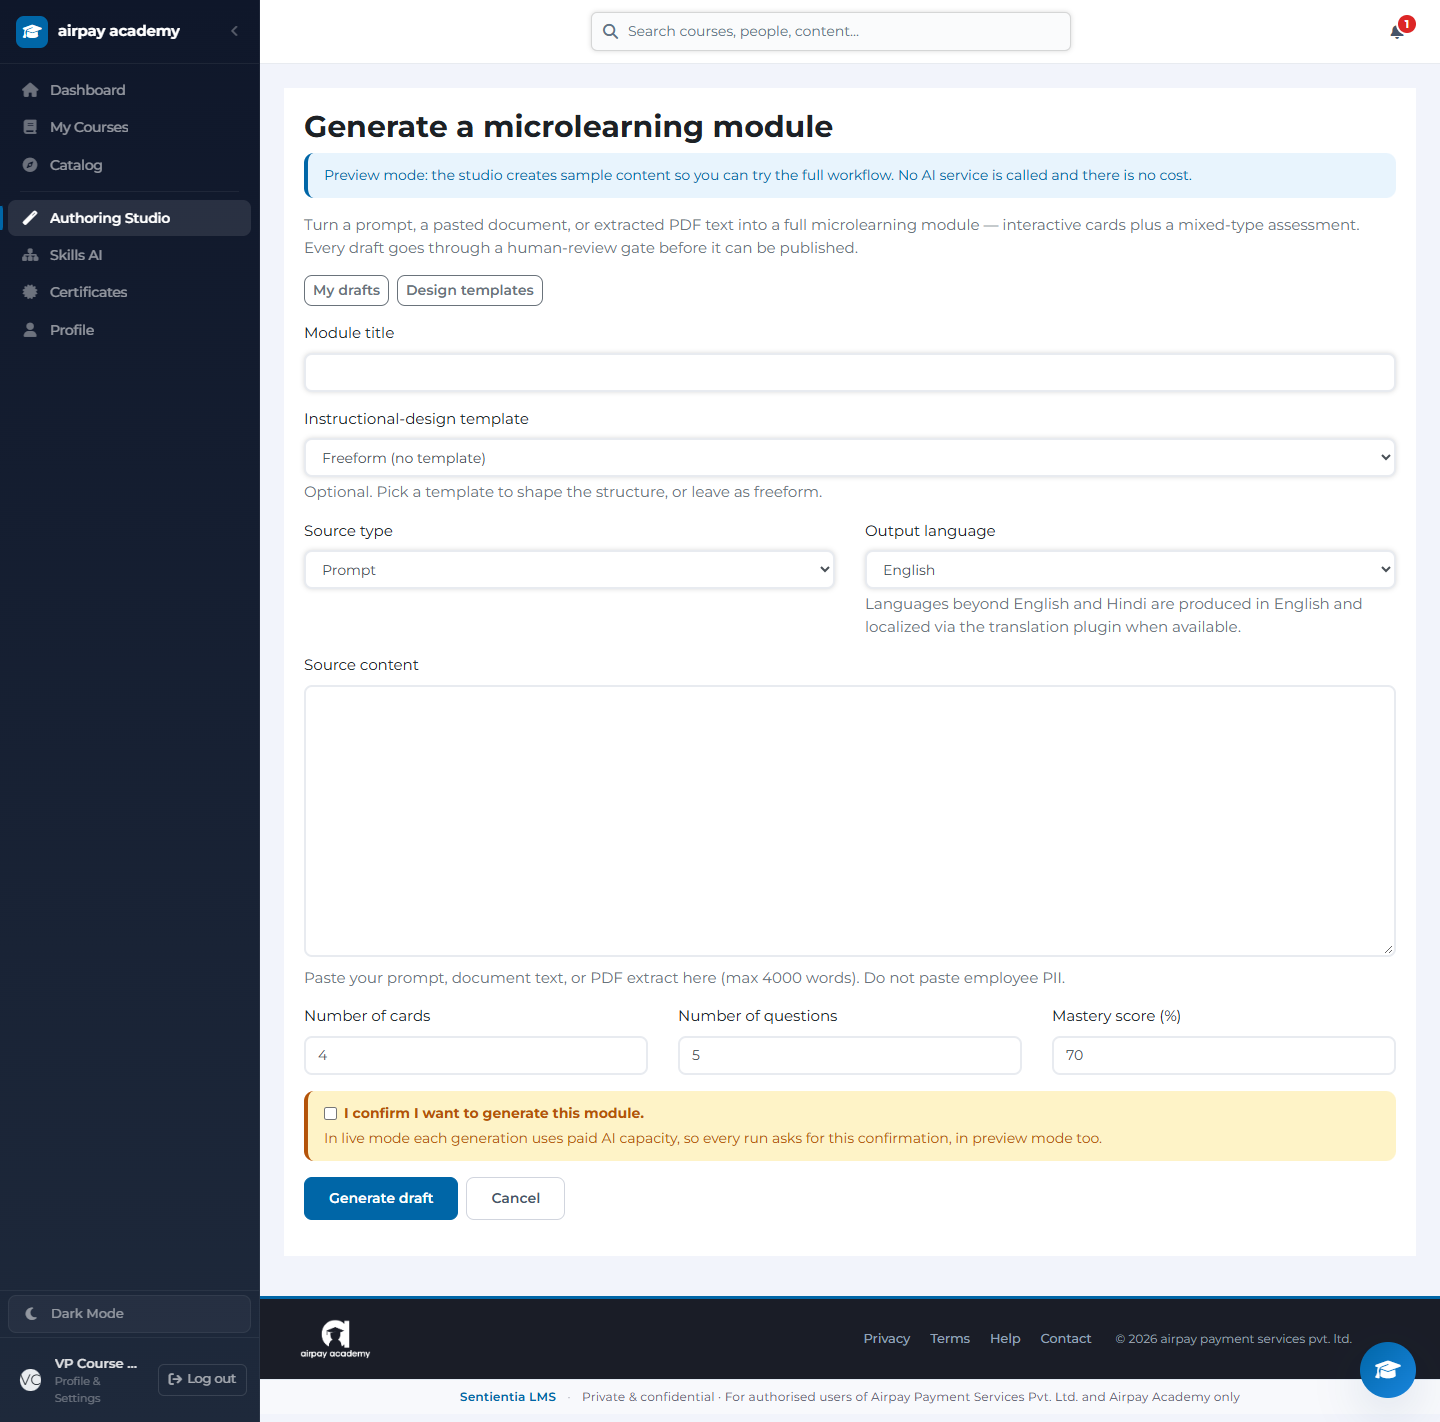 airpay academy
Search courses, people, content...
1
Dashboard
My Courses
Catalog
Authoring Studio
Skills AI
Certificates
Profile
Generate a microlearning module
Preview mode: the studio creates sample content so you can try the full workflow. No AI service is called and there is no cost.
Turn a prompt, a pasted document, or extracted PDF text into a full microlearning module — interactive cards plus a mixed-type assessment.
Every draft goes through a human-review gate before it can be published.
My drafts
Design templates
Module title
Instructional-design template
Freeform (no template)
Optional. Pick a template to shape the structure, or leave as freeform.
Source type
Output language
Prompt
English
Languages beyond English and Hindi are produced in English and
localized via the translation plugin when available.
Source content
Paste your prompt, document text, or PDF extract here (max 4000 words). Do not paste employee PII.
Number of cards
Number of questions
Mastery score (%)
4
5
70
I confirm I want to generate this module.
In live mode each generation uses paid AI capacity, so every run asks for this confirmation, in preview mode too.
Generate draft
Cancel
Dark Mode
VC
VP Course ...
Profile &
Settings
Log out
airpay academy
Privacy
Terms
Help
Contact
© 2026 airpay payment services pvt. ltd.
Sentientia LMS · Private & confidential · For authorised users of Airpay Payment Services Pvt. Ltd. and Airpay Academy only